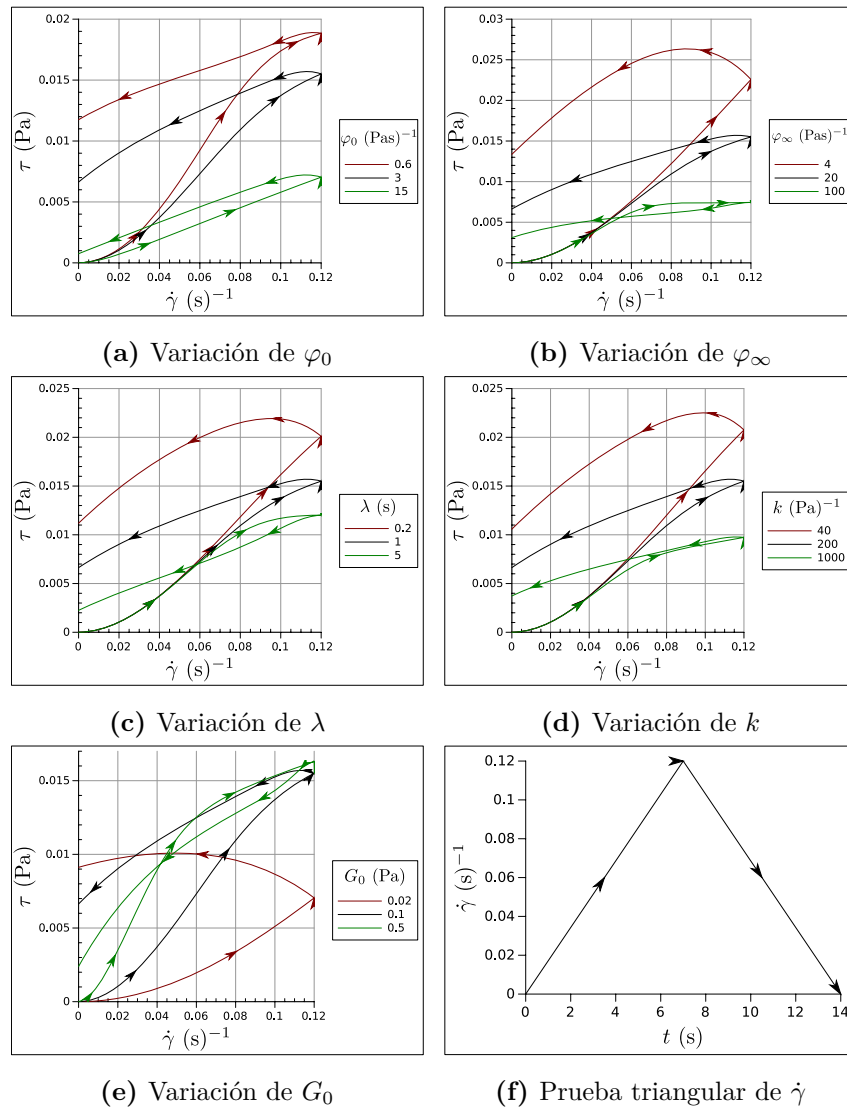 0.02
0.015
0.01
0.005
0
τ (Pa)
0 0.02 0.04 0.06 0.08 0.1 0.12
γ̇ (s)⁻¹
φ₀ (Pas)⁻¹
0.6
3
15
(a) Variación de φ₀
0.03
0.025
0.02
0.015
0.01
0.005
0
τ (Pa)
0 0.02 0.04 0.06 0.08 0.1 0.12
γ̇ (s)⁻¹
φ∞ (Pas)⁻¹
4
20
100
(b) Variación de φ∞
0.025
0.02
0.015
0.01
0.005
0
τ (Pa)
0 0.02 0.04 0.06 0.08 0.1 0.12
γ̇ (s)⁻¹
λ (s)
0.2
1
5
(c) Variación de λ
0.025
0.02
0.015
0.01
0.005
0
τ (Pa)
0 0.02 0.04 0.06 0.08 0.1 0.12
γ̇ (s)⁻¹
k (Pa)⁻¹
40
200
1000
(d) Variación de k
0.015
0.01
0.005
0
τ (Pa)
0 0.02 0.04 0.06 0.08 0.1 0.12
γ̇ (s)⁻¹
G₀ (Pa)
0.02
0.1
0.5
(e) Variación de G₀
0.12
0.1
0.08
0.06
0.04
0.02
0
γ̇ (s)⁻¹
0 2 4 6 8 10 12 14
t (s)
(f) Prueba triangular de γ̇